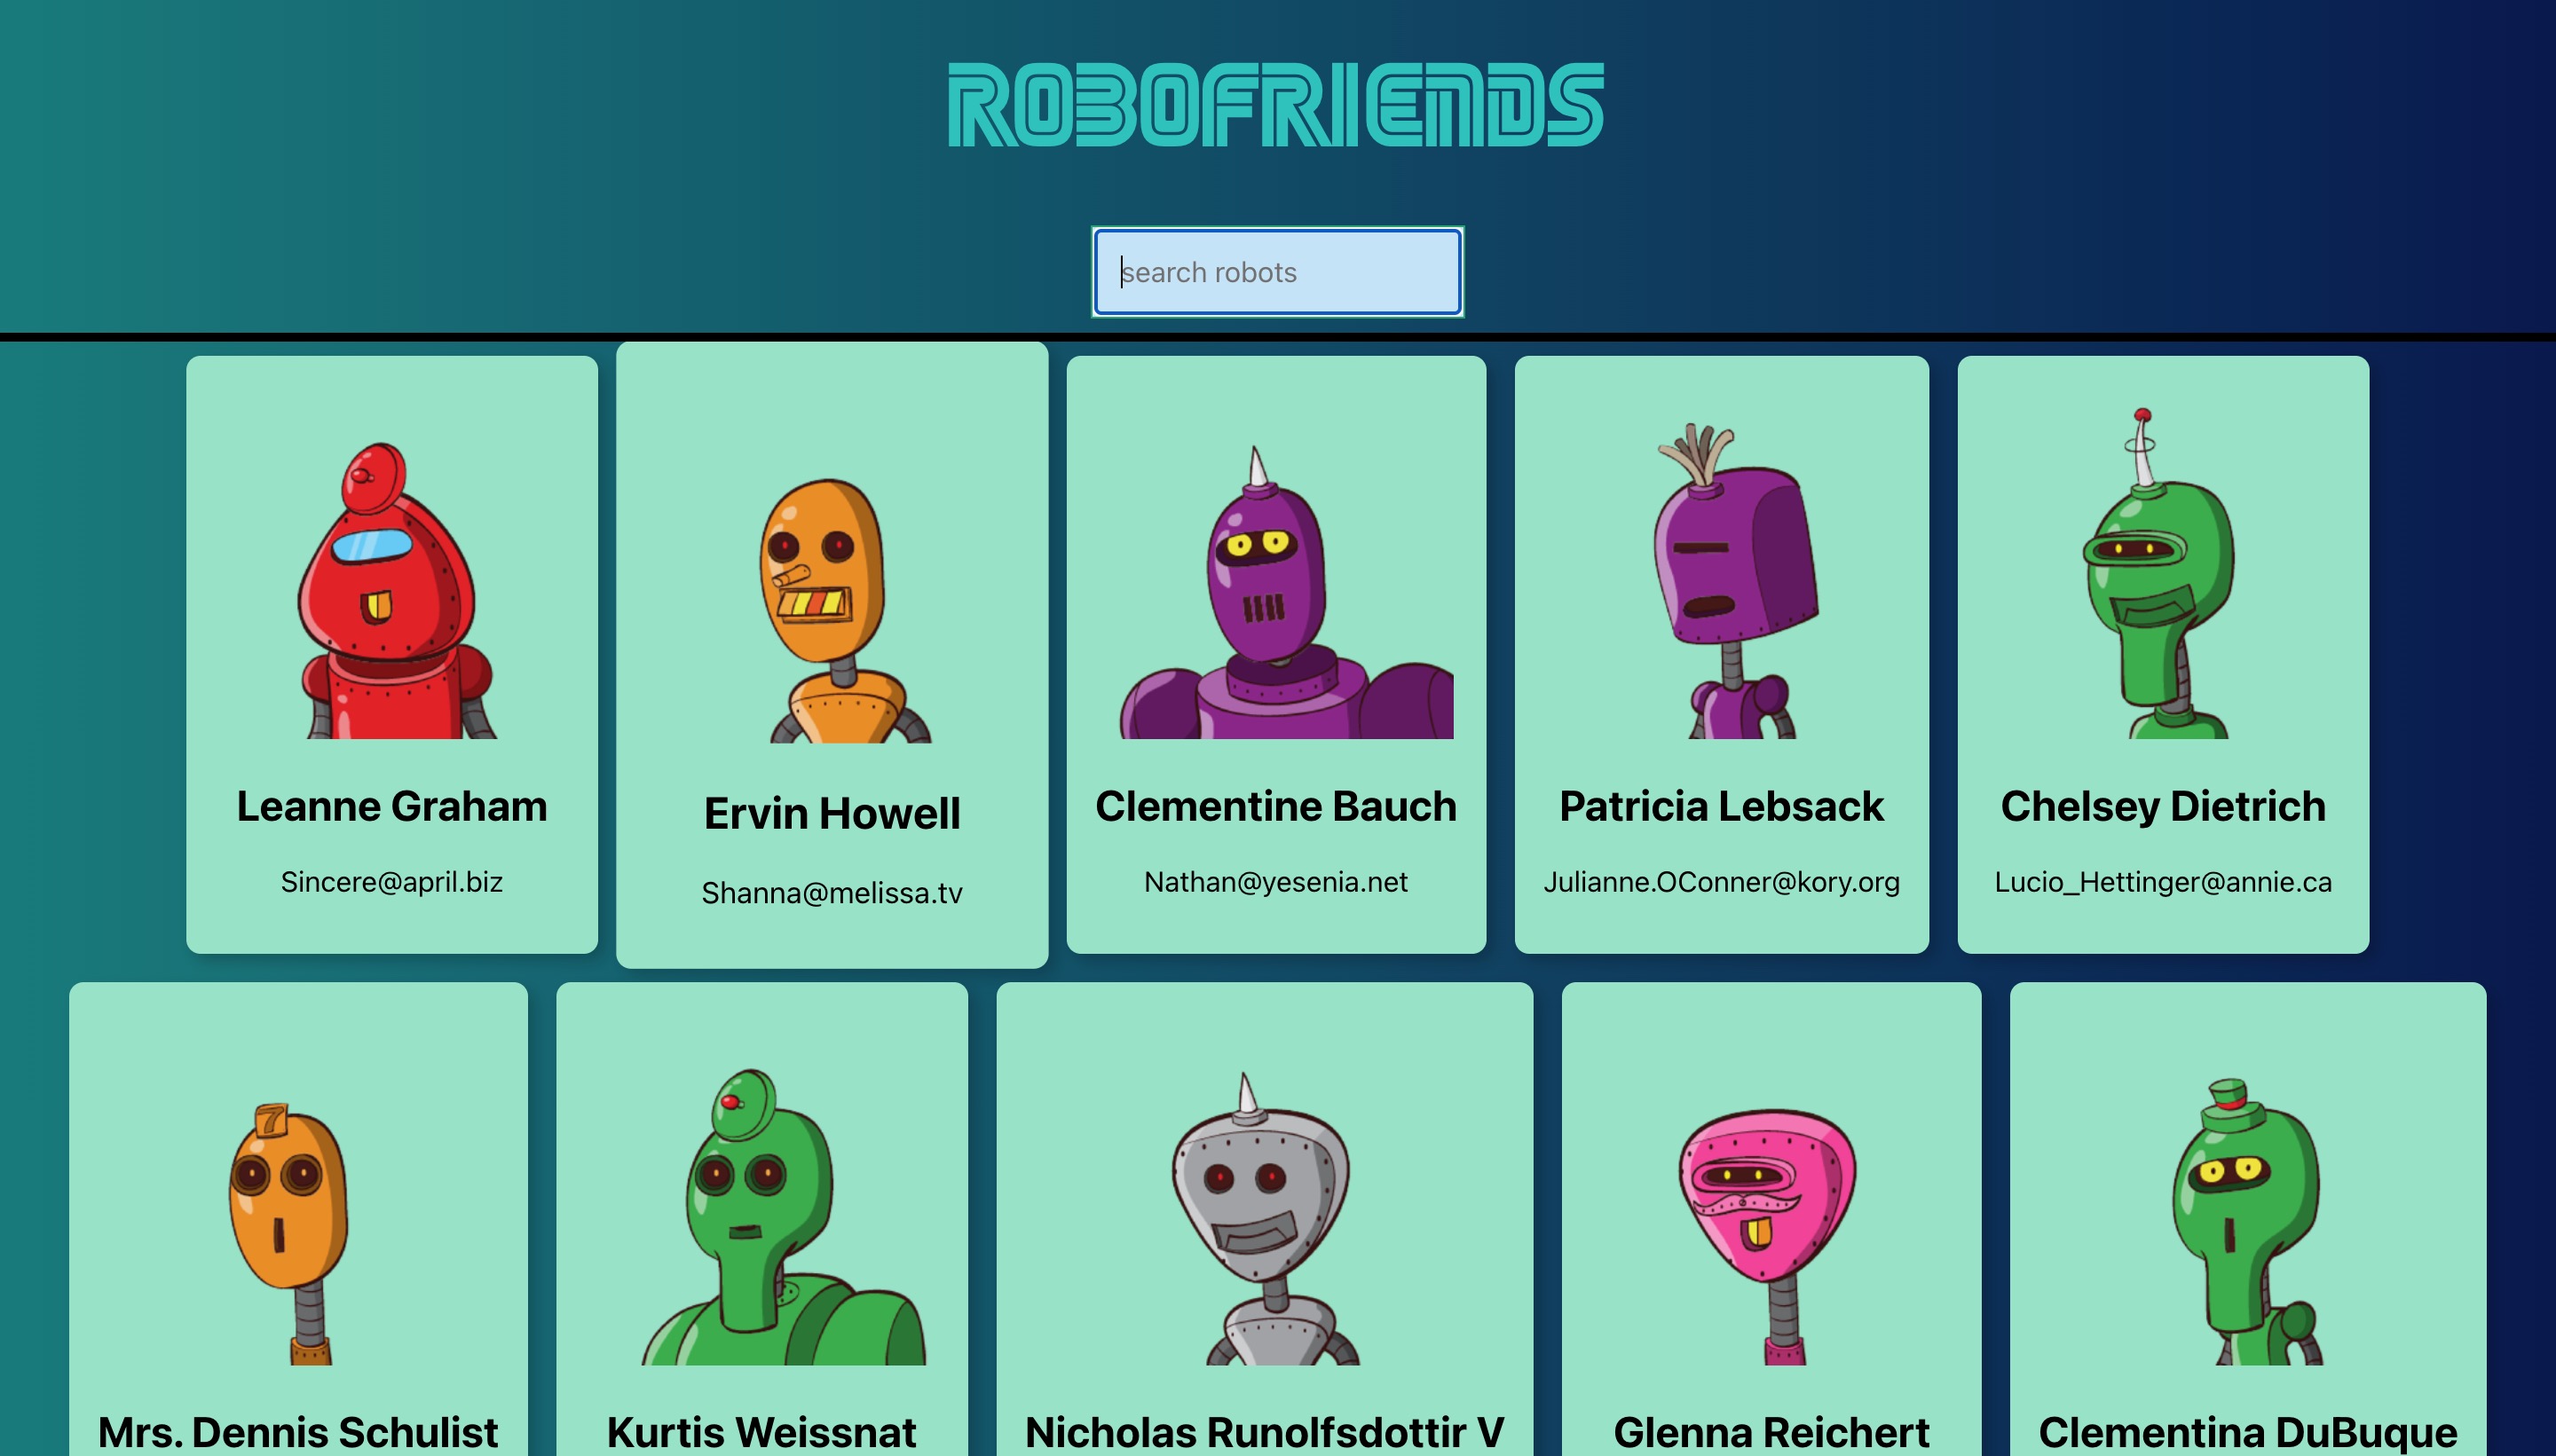 ROBOFRIENDS
search robots
Leanne Graham
Sincere@april.biz
Ervin Howell
Shanna@melissa.tv
Clementine Bauch
Nathan@yesenia.net
Patricia Lebsack
Julianne.OConner@kory.org
Chelsey Dietrich
Lucio_Hettinger@annie.ca
7
Mrs. Dennis Schulist
Kurtis Weissnat
Nicholas Runolfsdottir V
Glenna Reichert
Clementina DuBuque